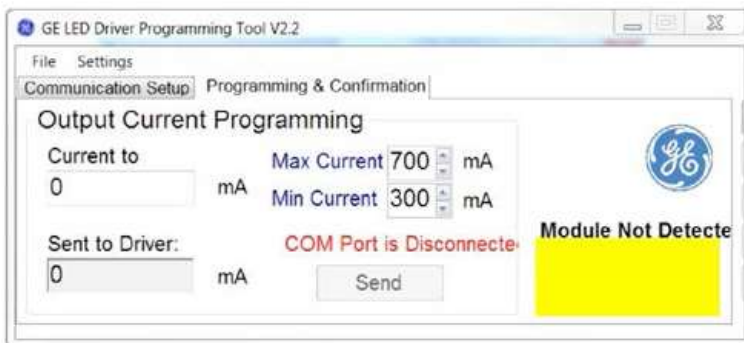 GE LED Driver Programming Tool V2.2
File Settings
Communication Setup Programming & Confirmation
Output Current Programming
Current to
0 mA
Max Current 700 mA
Min Current 300 mA
Sent to Driver:
0 mA
COM Port is Disconnecte
Send
GE
Module Not Detecte